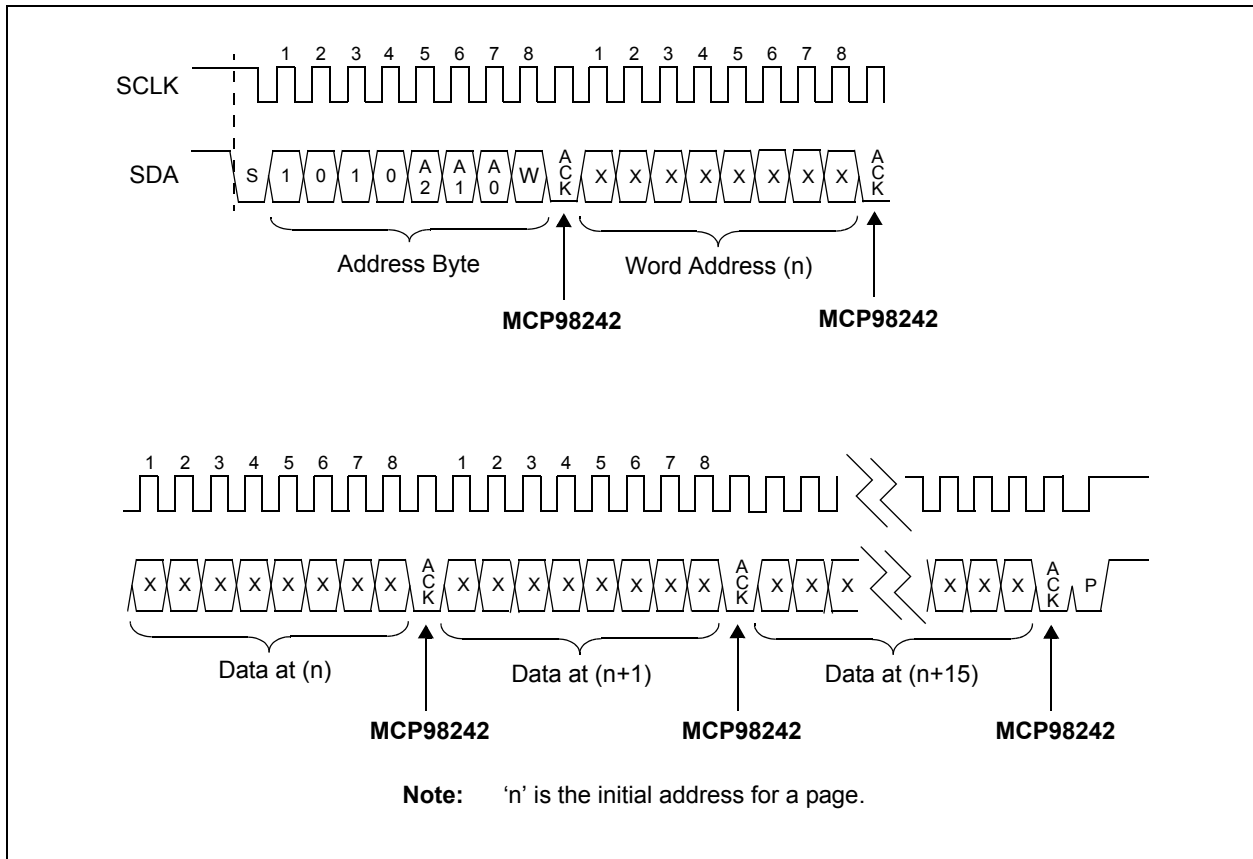 1 2 3 4 5 6 7 8 1 2 3 4 5 6 7 8
SCLK
SDA
S 1 0 1 0 A2 A1 A0 W ACK X X X X X X X X ACK
Address Byte
Word Address (n)
MCP98242
MCP98242
1 2 3 4 5 6 7 8 1 2 3 4 5 6 7 8
X X X X X X X X ACK X X X X X X X X ACK X X X X X X ACK P
Data at (n)
Data at (n+1)
Data at (n+15)
MCP98242
MCP98242
MCP98242
Note: ‘n’ is the initial address for a page.